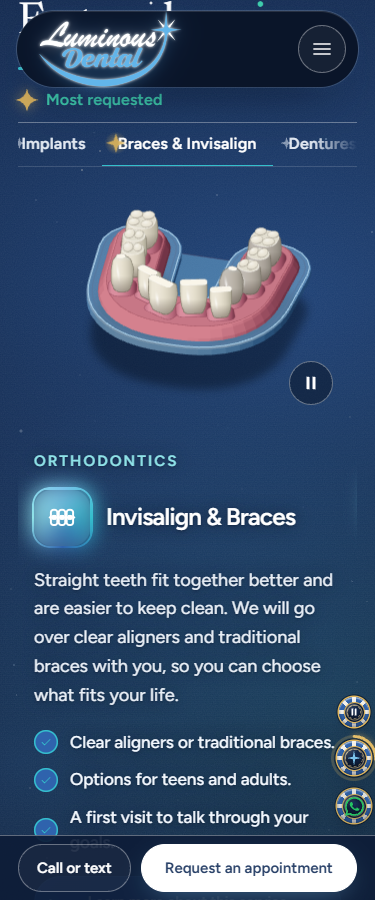 Luminous
Dental
Most requested
Implants
Braces & Invisalign
Dentures
ORTHODONTICS
Invisalign & Braces
Straight teeth fit together better and
are easier to keep clean. We will go
over clear aligners and traditional
braces with you, so you can choose
what fits your life.
Clear aligners or traditional braces.
Options for teens and adults.
A first visit to talk through your
goals.
Call or text
Request an appointment